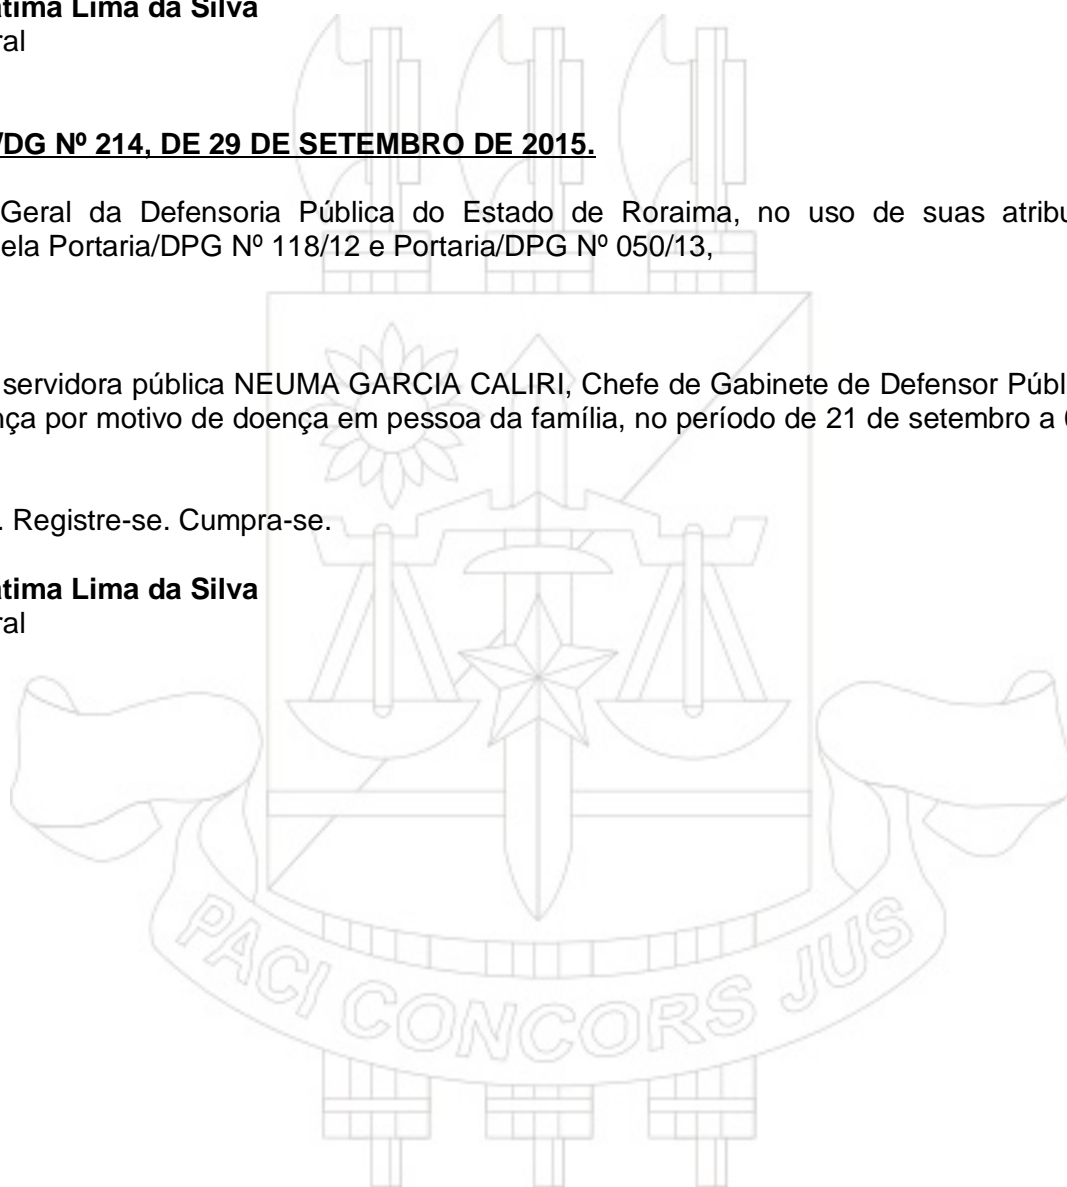 tima Lima da Silva
ral
/DG Nº 214, DE 29 DE SETEMBRO DE 2015.
Geral da Defensoria Pública do Estado de Roraima, no uso de suas atribu
ela Portaria/DPG Nº 118/12 e Portaria/DPG Nº 050/13,
servidora pública NEUMA GARCIA CALIRI, Chefe de Gabinete de Defensor Públ
nça por motivo de doença em pessoa da família, no período de 21 de setembro a
. Registre-se. Cumpra-se.
átima Lima da Silva
ral
PACI CONCORS JUS